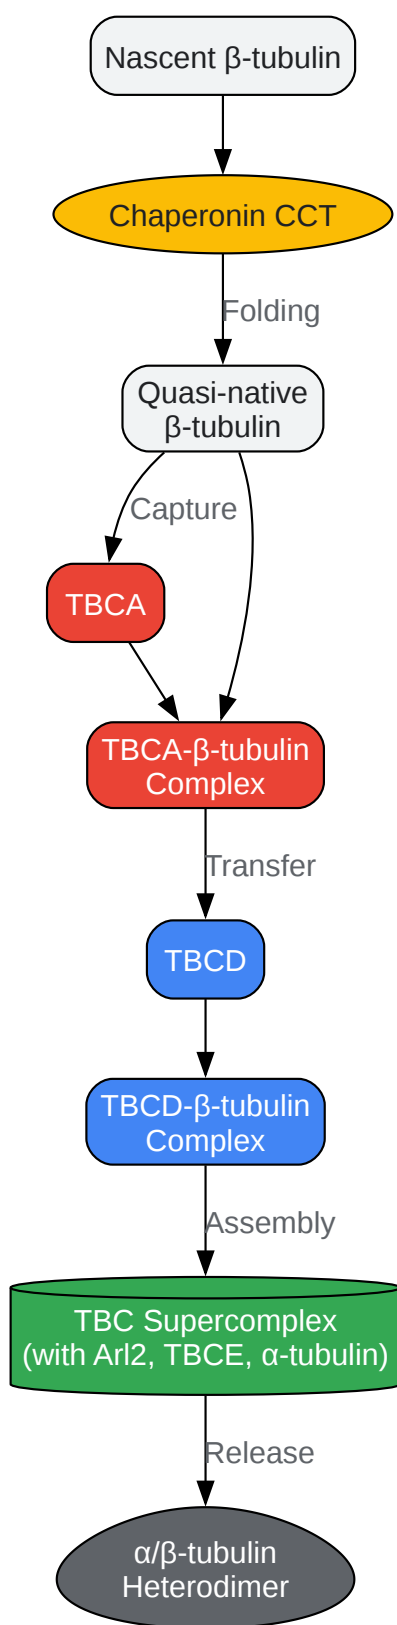 Nascent β-tubulin
Chaperonin CCT
Folding
Quasi-native
β-tubulin
Capture
TBCA
TBCA-β-tubulin
Complex
Transfer
TBCD
TBCD-β-tubulin
Complex
Assembly
TBC Supercomplex
(with Arl2, TBCE, α-tubulin)
Release
α/β-tubulin
Heterodimer